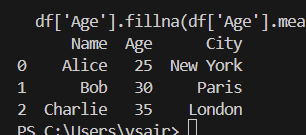 df['Age'].fillna(df['Age'].mea
Name Age City
0 Alice 25 New York
1 Bob 30 Paris
2 Charlie 35 London
PS C:\Users\vsair>